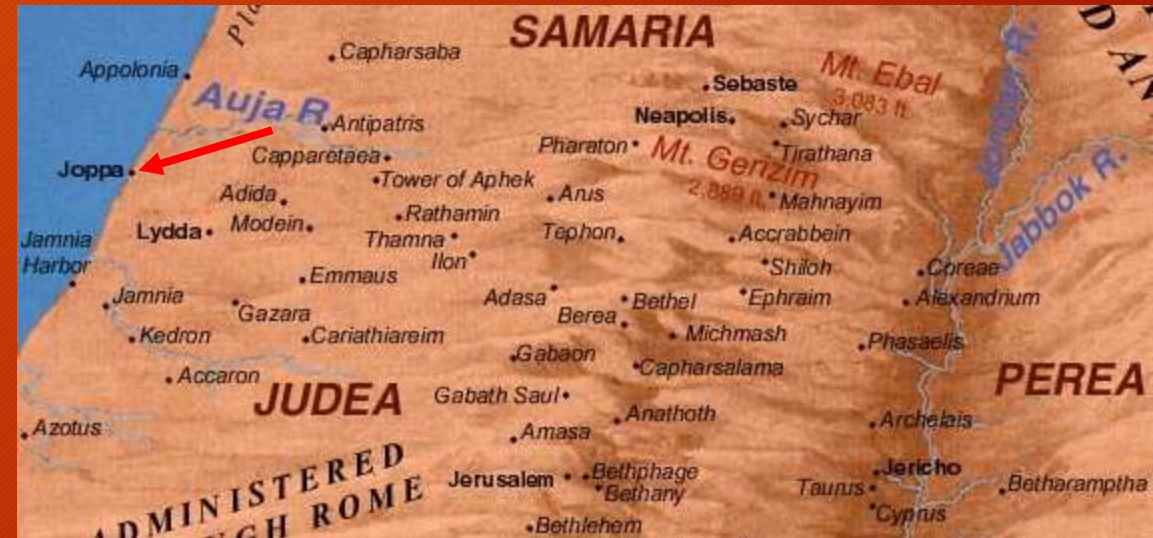 SAMARIA
Capharsaba
Appolonia
Mt. Ebal
3,083 ft.
Sebaste
Auja R.
Antipatris
Neapolis
Sychar
Jordan R.
Capparetaea
Pharaton
Mt. Gerizim
2,889 ft.
Tirathana
Joppa
Tower of Aphek
Adida
Arus
Mahnayim
Jabbok R.
Rathamin
Lydda
Modein
Thamna
Tephon
Accrabbein
Jamnia
Harbor
Ilon
Shiloh
Coreae
Emmaus
Jamnia
Adasa
Bethel
Ephraim
Alexandrium
Gazara
Berea
Kedron
Cariathiareim
Michmash
Phasaelis
Gabaon
Capharsalama
Accaron
JUDEA
PEREA
Gabath Saul
Anathoth
Archelais
Azotus
Amasa
ADMINISTERED
ROME
Jerusalem
Bethphage
Bethany
Jericho
Taurus
Betharamptha
Cyprus
Bethlehem